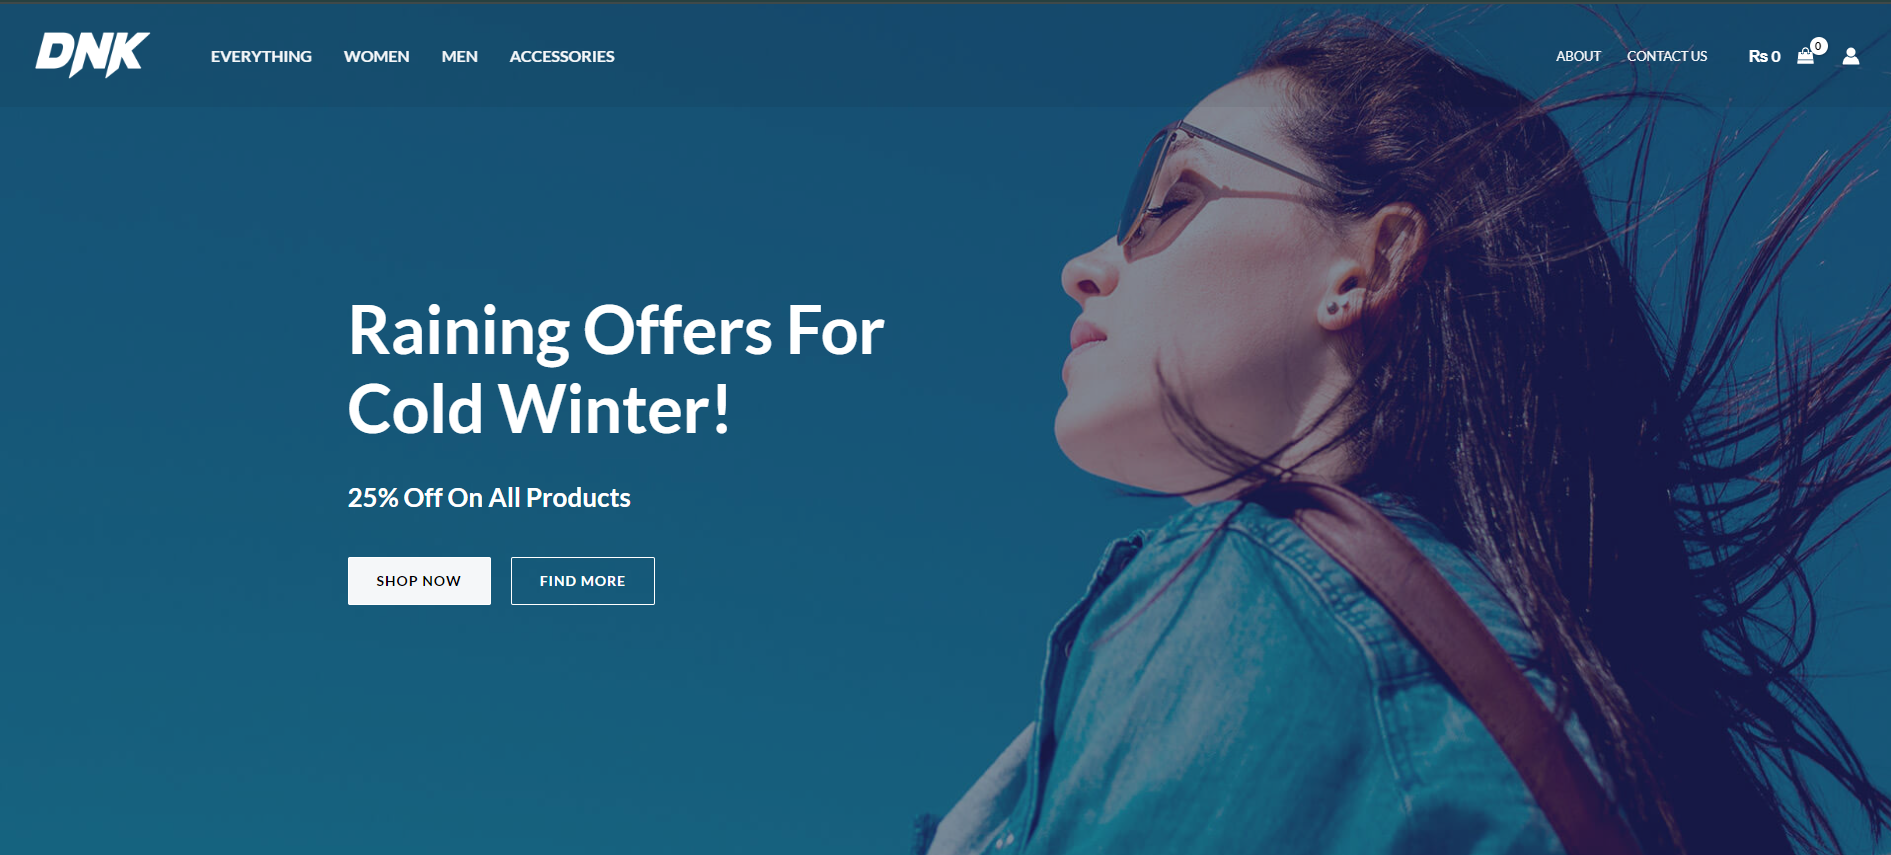 DNK
EVERYTHING WOMEN MEN ACCESSORIES
ABOUT CONTACT US Rs 0 0
Raining Offers For
Cold Winter!
25% Off On All Products
SHOP NOW FIND MORE